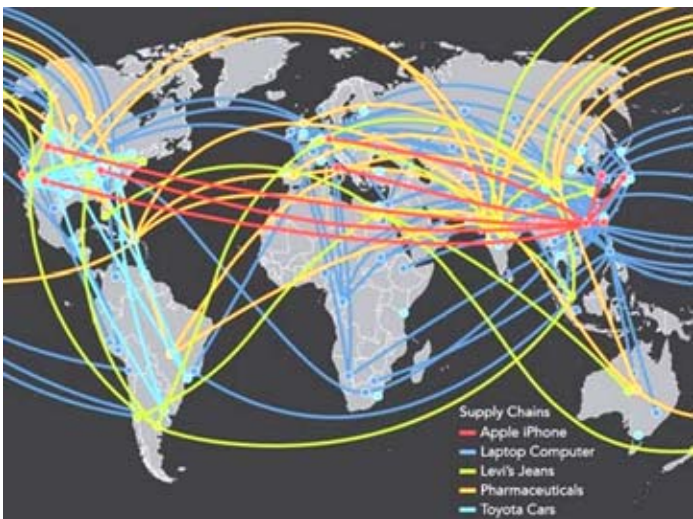 Supply Chains
Apple iPhone
Laptop Computer
Levi's Jeans
Pharmaceuticals
Toyota Cars